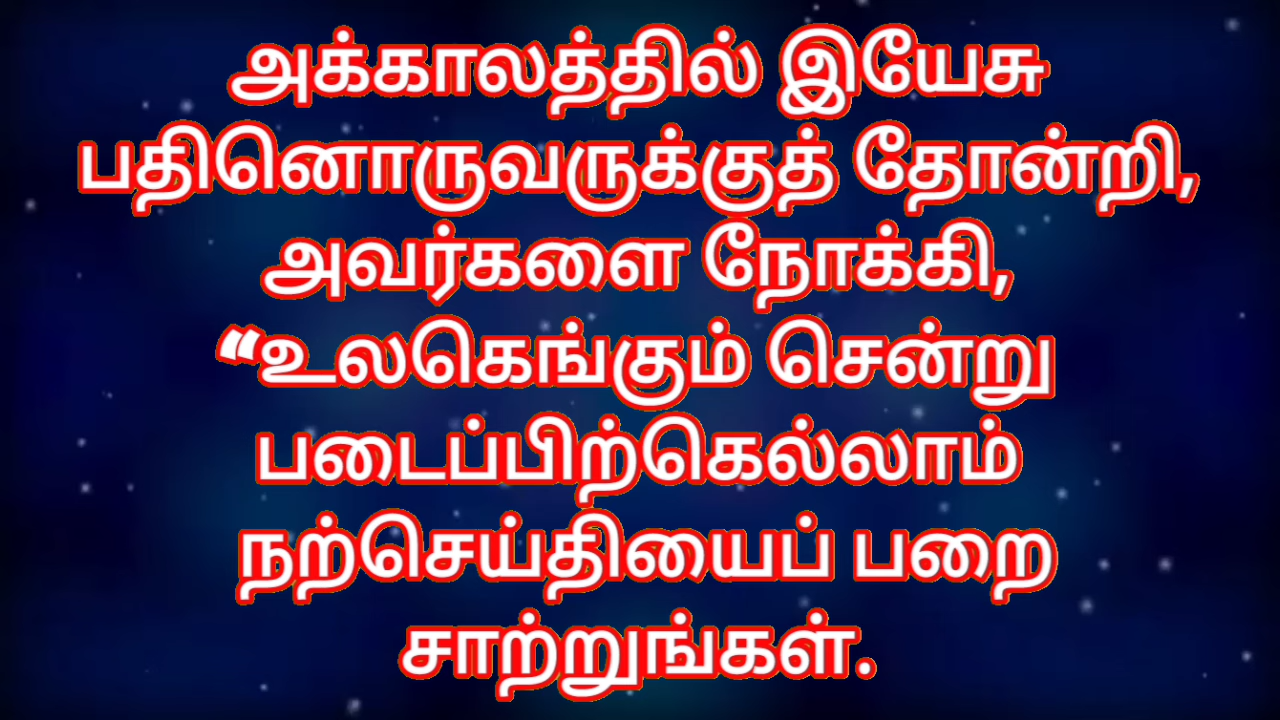 அக்காலத்தில் இயேசு
பதினொருவருக்குத் தோன்றி,
அவர்களை நோக்கி,
“உலகெங்கும் சென்று
படைப்பிற்கெல்லாம்
நற்செய்தியைப் பறை
சாற்றுங்கள்.